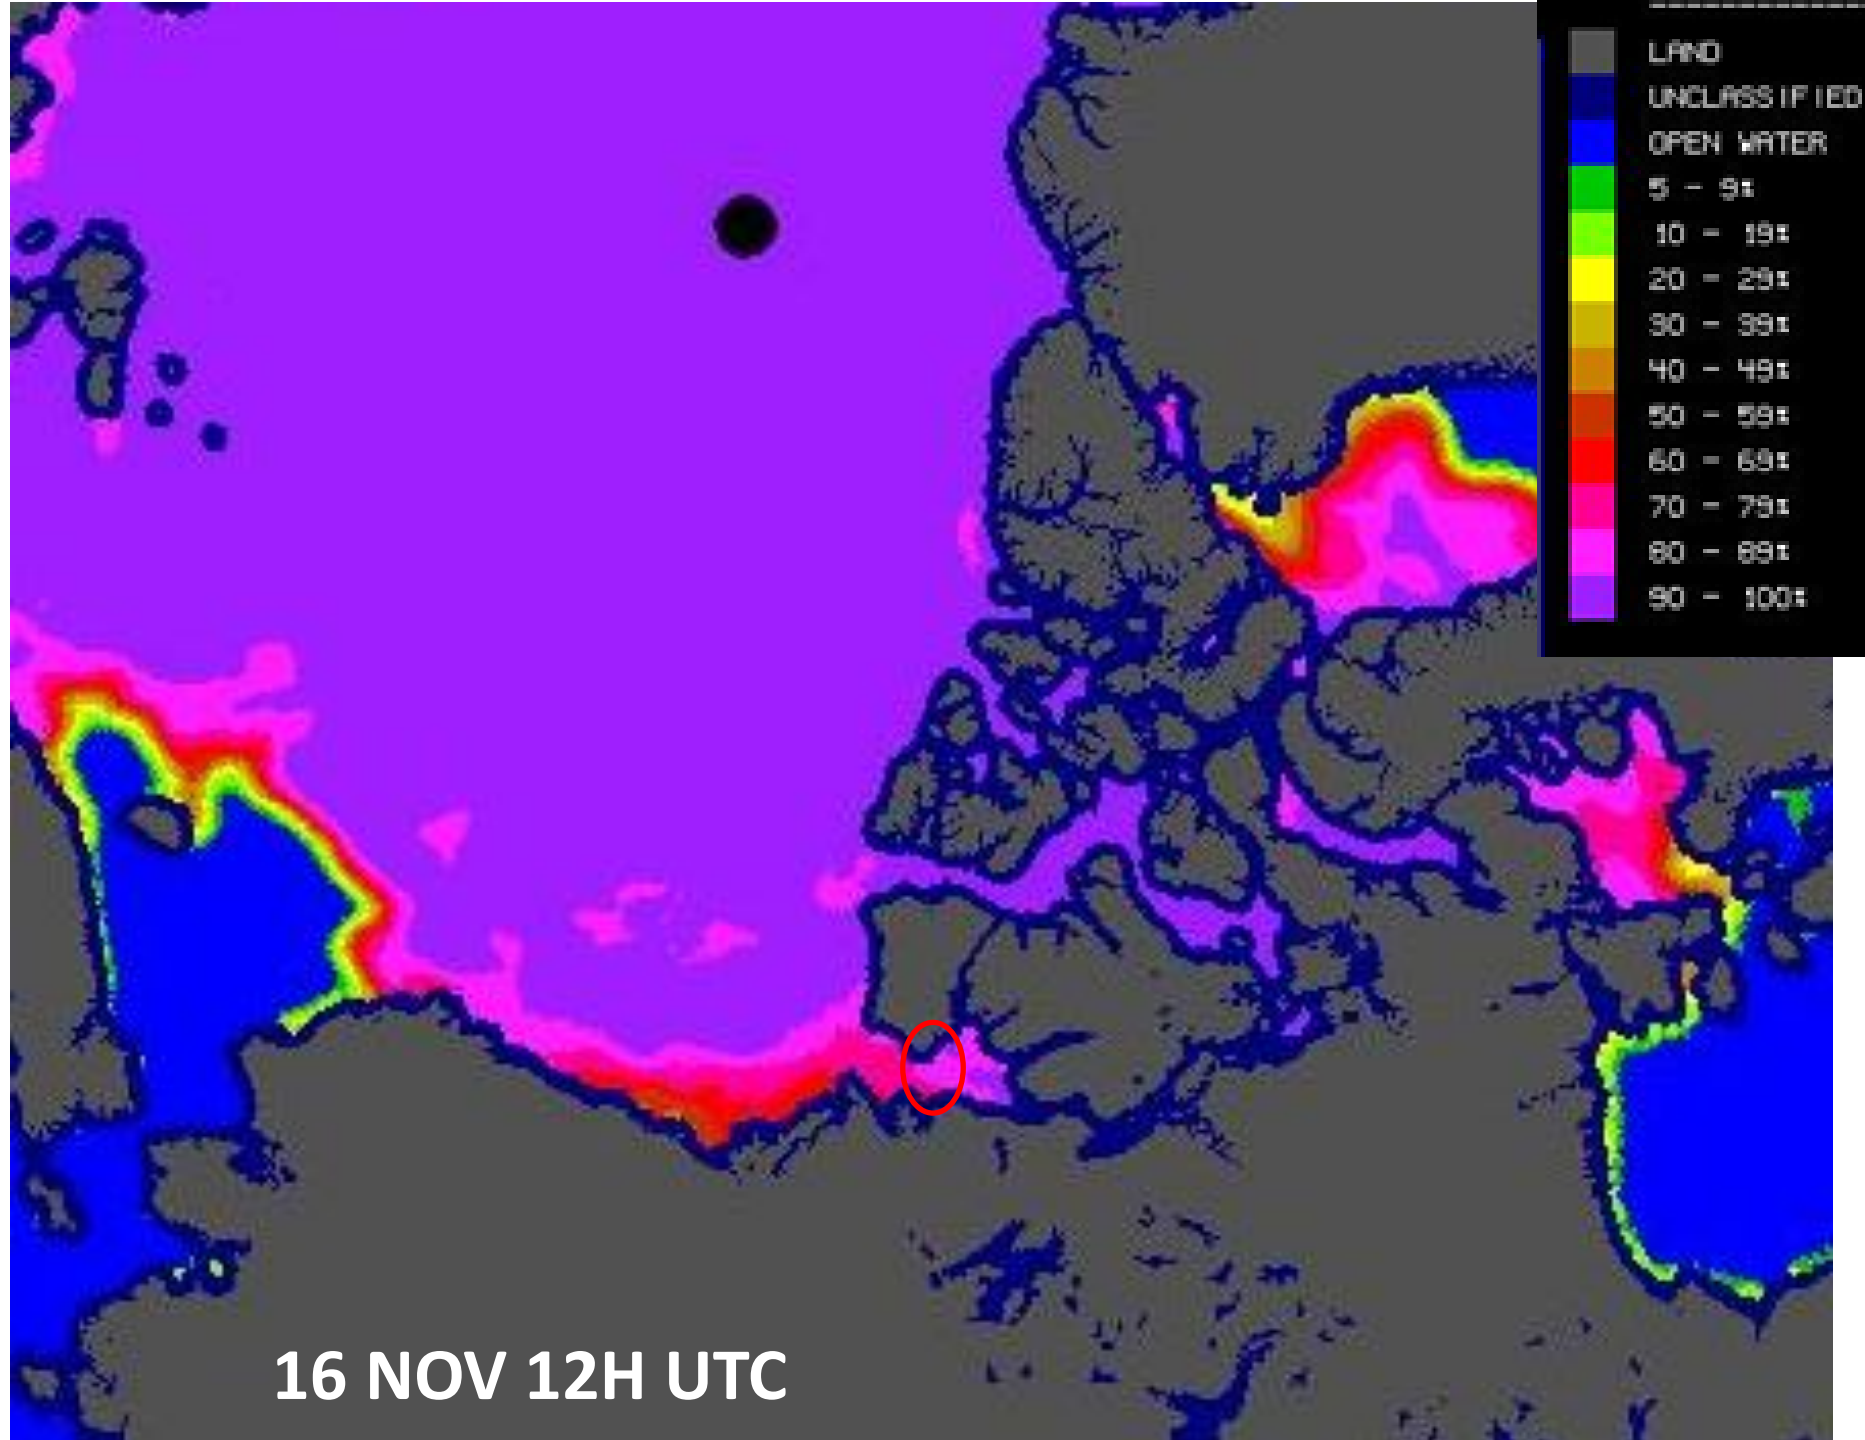 LAND
UNCLASSIFIED
OPEN WATER
5 - 9%
10 - 19%
20 - 29%
30 - 39%
40 - 49%
50 - 59%
60 - 69%
70 - 79%
80 - 89%
90 - 100%
16 NOV 12H UTC